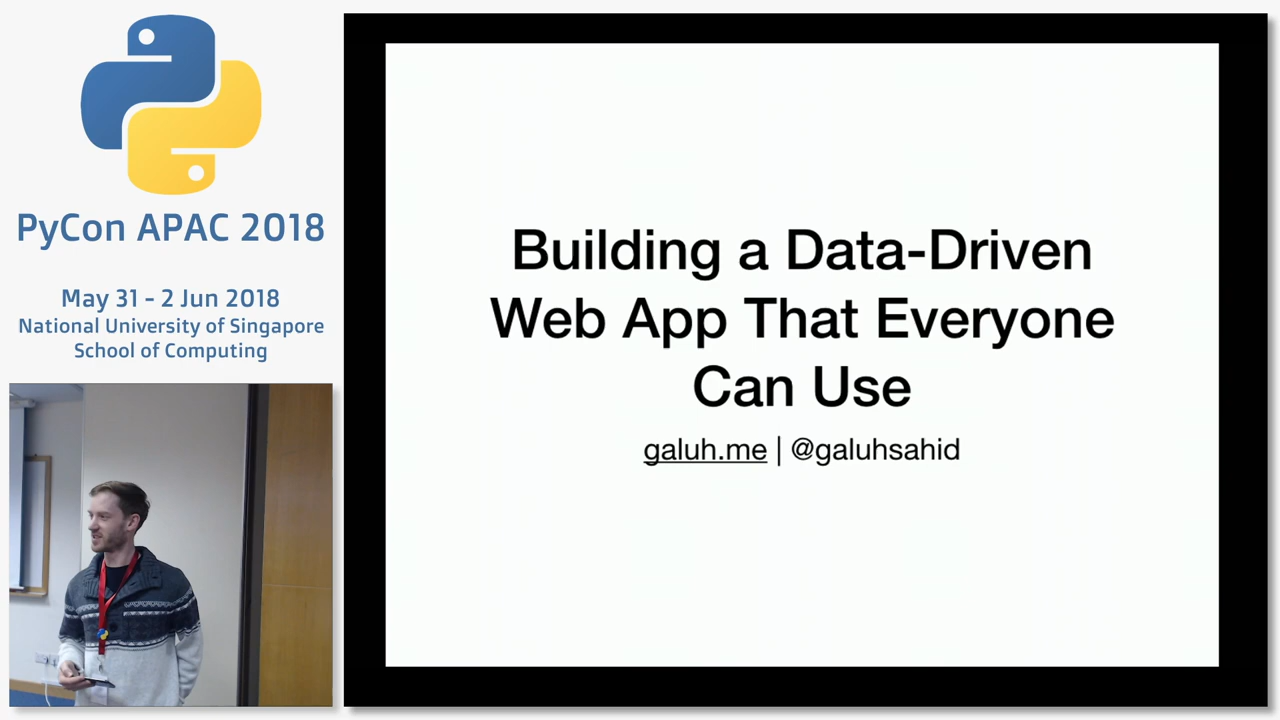 PyCon APAC 2018
May 31 - 2 Jun 2018
National University of Singapore
School of Computing
Building a Data-Driven
Web App That Everyone
Can Use
galuh.me | @galuhsahid